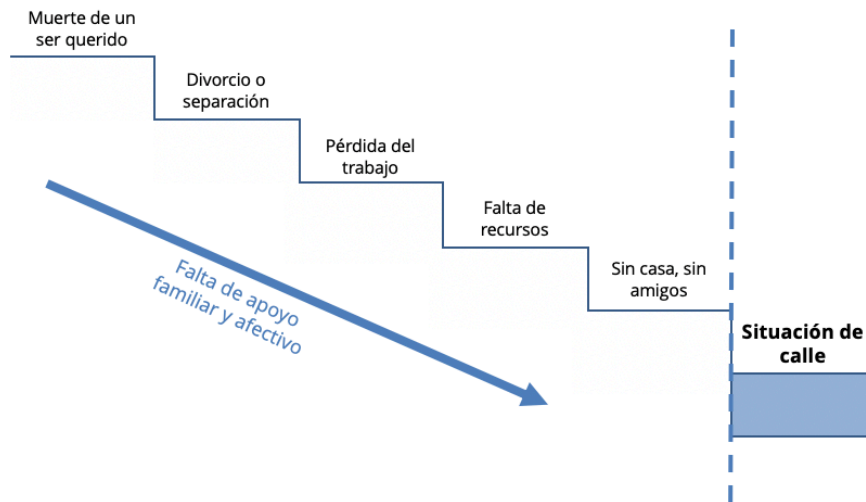 Muerte de un
ser querido
Divorcio o
separación
Pérdida del
trabajo
Falta de
recursos
Sin casa, sin
amigos
Situación de
calle
Falta de apoyo
familiar y afectivo